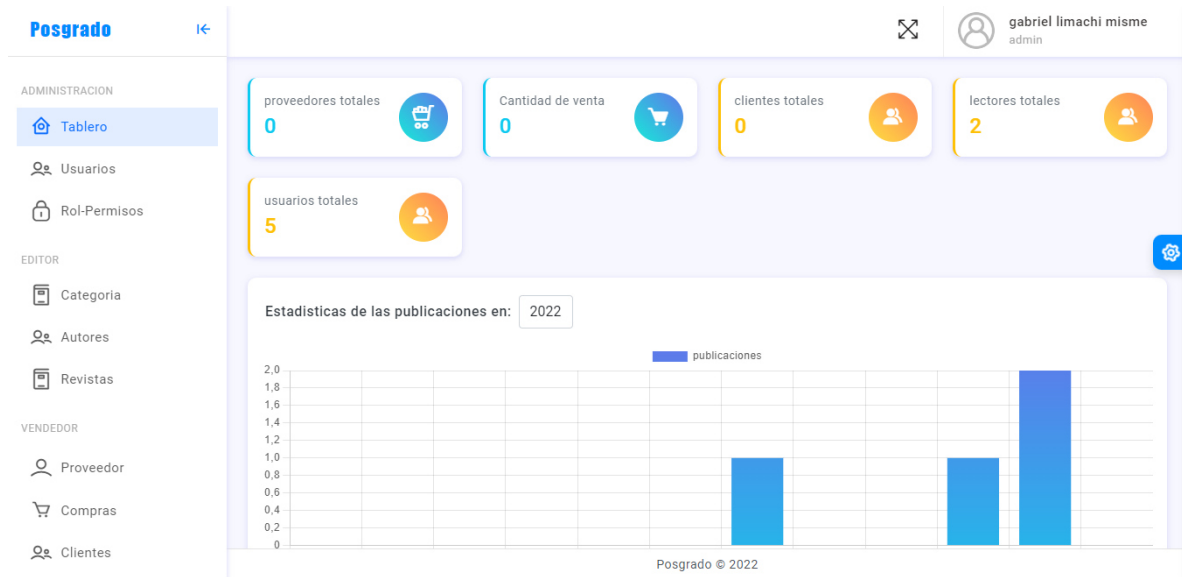 Posgrado
gabriel limachi misme
admin
ADMINISTRACION
Tablero
Usuarios
Rol-Permisos
EDITOR
Categoria
Autores
Revistas
VENDEDOR
Proveedor
Compras
Clientes
proveedores totales
0
Cantidad de venta
0
clientes totales
0
lectores totales
2
usuarios totales
5
Estadisticas de las publicaciones en: 2022
publicaciones
2,0
1,8
1,6
1,4
1,2
1,0
0,8
0,6
0,4
0,2
0
Posgrado © 2022